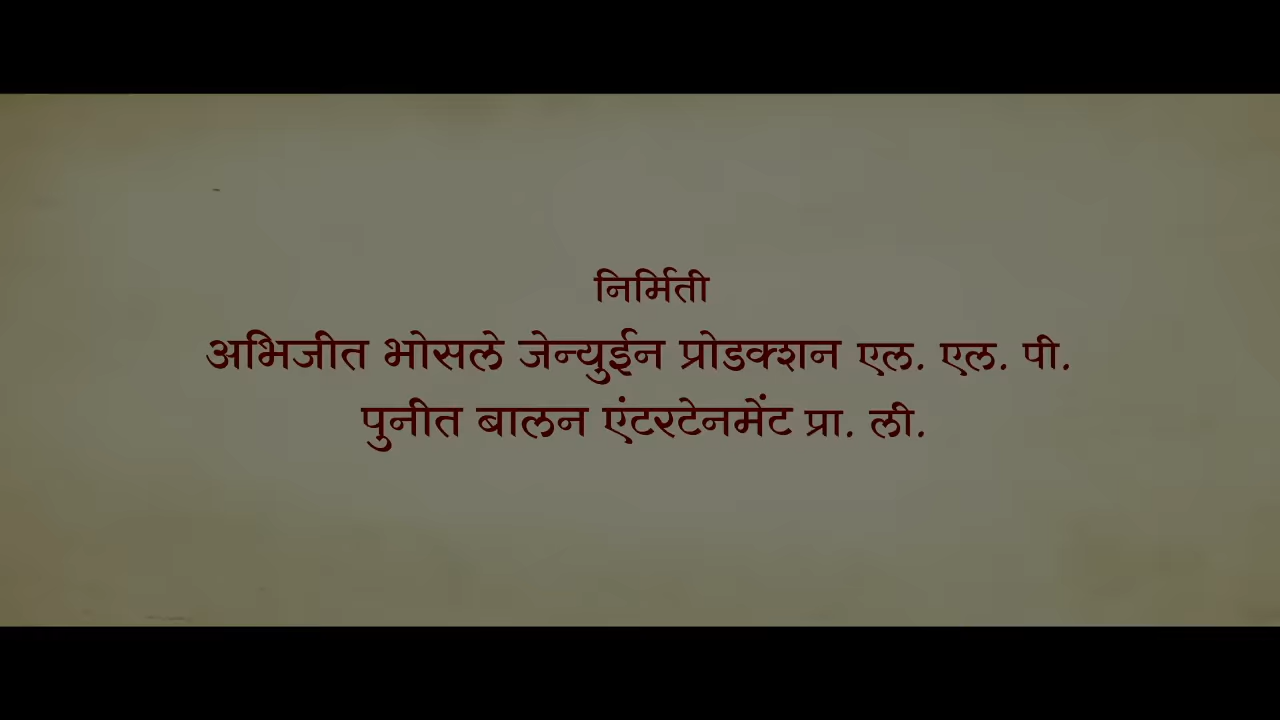 निर्मिती
अभिजीत भोसले जेन्युईन प्रोडक्शन एल. एल. पी.
पुनीत बालन एंटरटेनमेंट प्रा. ली.